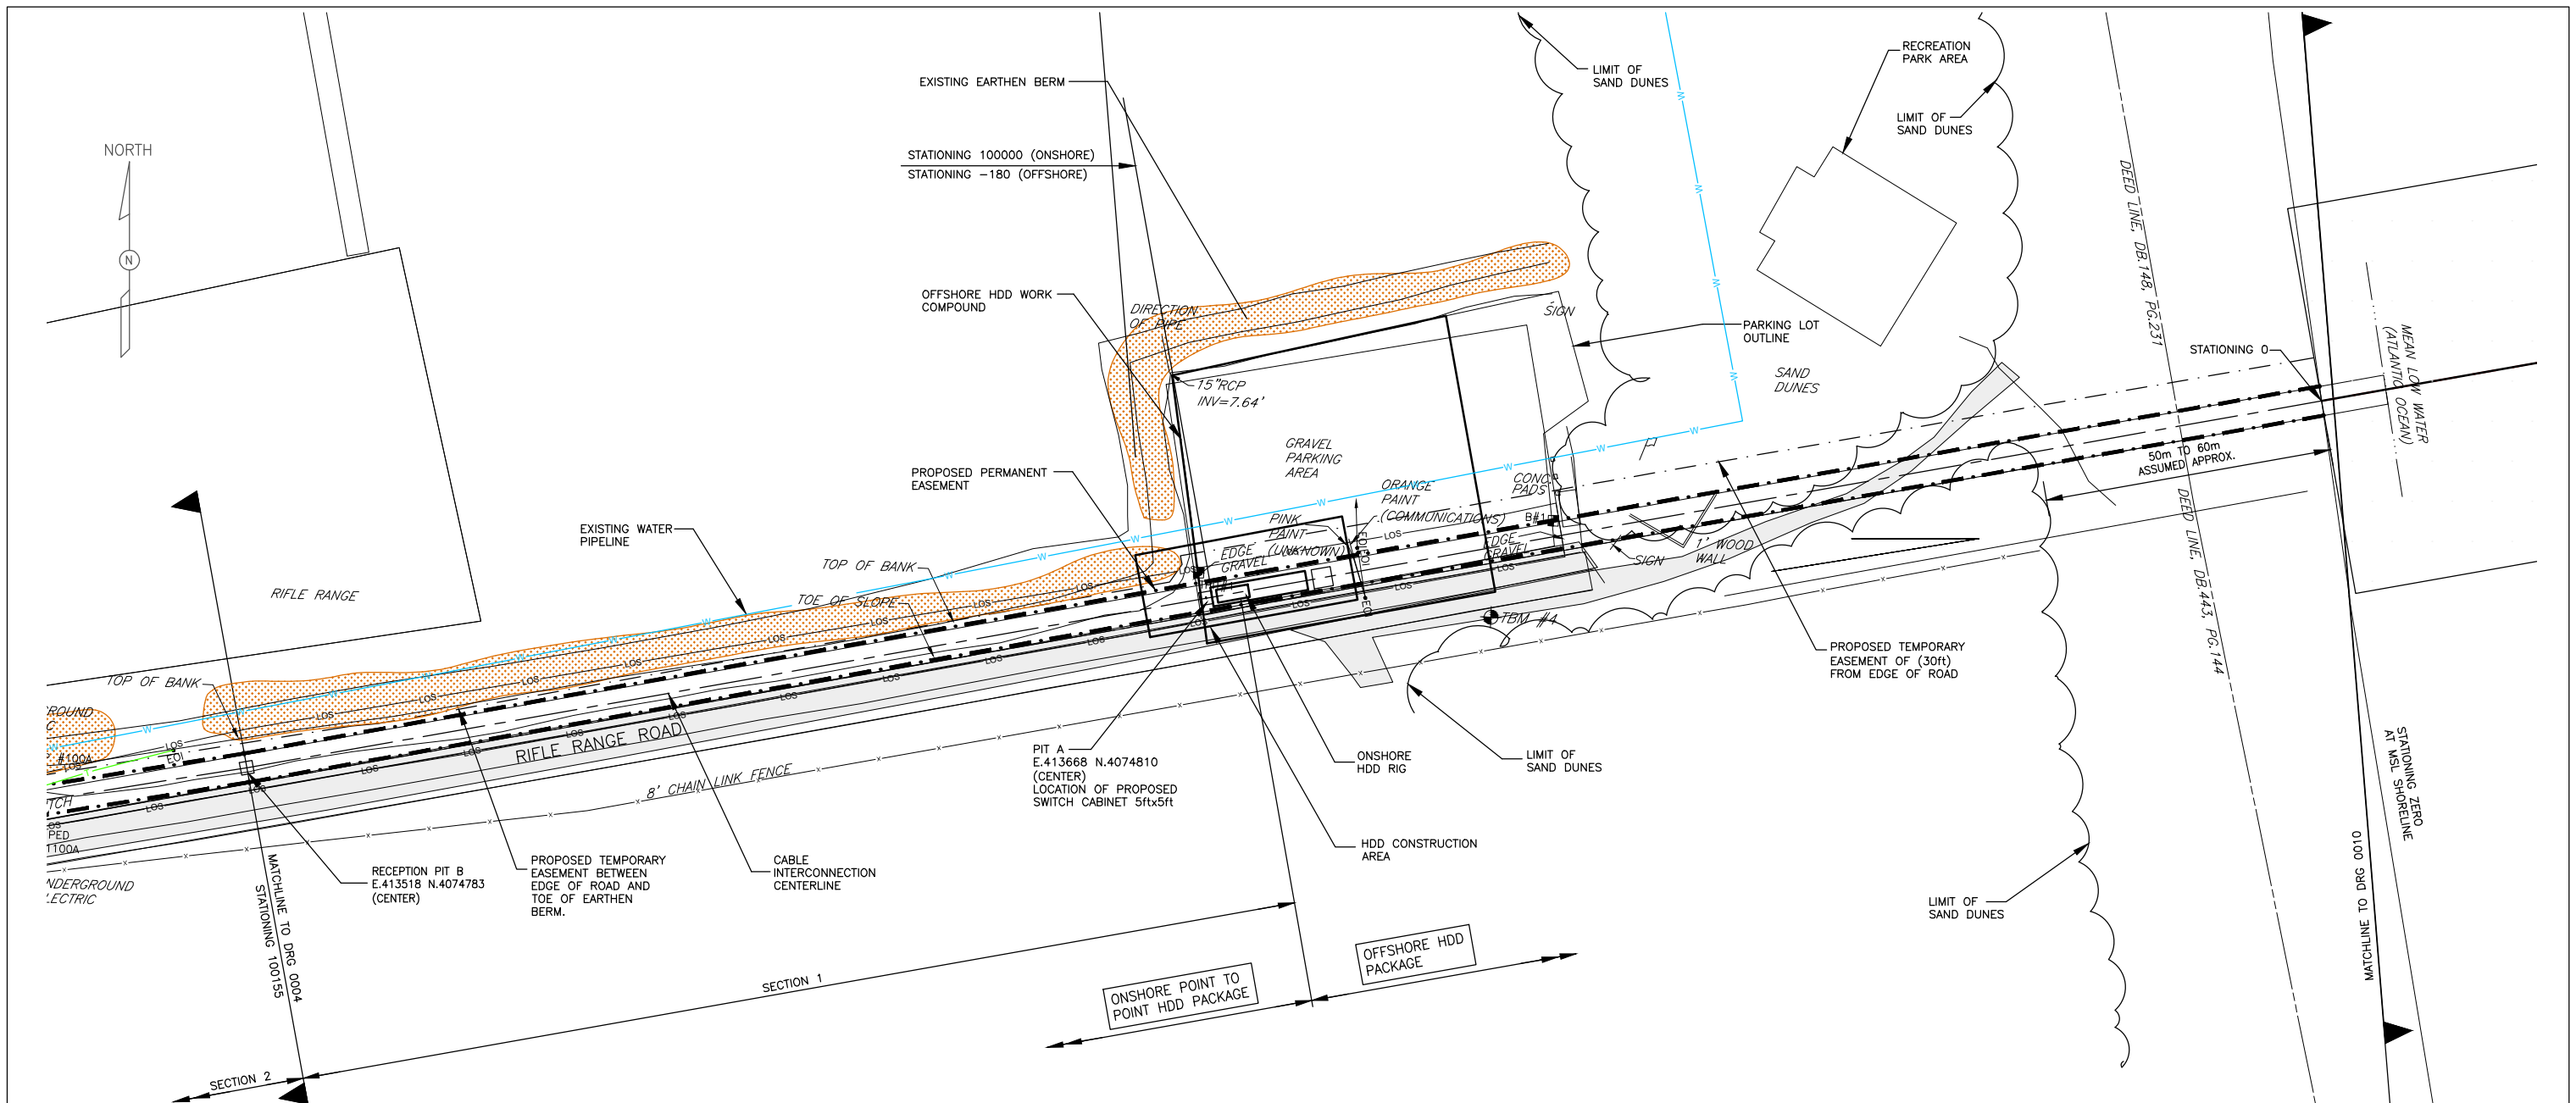 NORTH
N
EXISTING EARTHEN BERM
STATIONING 100000 (ONSHORE)
STATIONING -180 (OFFSHORE)
OFFSHORE HDD WORK
COMPOUND
DIRECTION
OF PIPE
15"RCP
INV=7.64'
SIGN
LIMIT OF
SAND DUNES
RECREATION
PARK AREA
LIMIT OF
SAND DUNES
PARKING LOT
OUTLINE
SAND
DUNES
DEED LINE, DB.148, PG.231
STATIONING 0
MEAN LOW WATER
(ATLANTIC OCEAN)
50m TO 60m
ASSUMED APPROX.
GRAVEL
PARKING
AREA
CONC.
PADS
B#1
ORANGE
PAINT
(COMMUNICATIONS)
PINK
PAINT
(UNKNOWN)
EDGE
GRAVEL
EDGE
GRAVEL
SIGN
1' WOOD
WALL
TBM #4
PROPOSED PERMANENT
EASEMENT
EXISTING WATER
PIPELINE
TOP OF BANK
TOE OF SLOPE
RIFLE RANGE
TOP OF BANK
ROUND
#100A
EOI
RIFLE RANGE ROAD
8' CHAIN LINK FENCE
PED
1100A
NDERGROUND
LECTRIC
MATCHLINE TO DRG 0004
STATIONING 100155
RECEPTION PIT B
E.413518 N.4074783
(CENTER)
PROPOSED TEMPORARY
EASEMENT BETWEEN
EDGE OF ROAD AND
TOE OF EARTHEN
BERM.
CABLE
INTERCONNECTION
CENTERLINE
PIT A
E.413668 N.4074810
(CENTER)
LOCATION OF PROPOSED
SWITCH CABINET 5ftx5ft
ONSHORE
HDD RIG
HDD CONSTRUCTION
AREA
LIMIT OF
SAND DUNES
PROPOSED TEMPORARY
EASEMENT OF (30ft)
FROM EDGE OF ROAD
DEED LINE, DB.443, PG.144
LIMIT OF
SAND DUNES
STATIONING ZERO
AT MSL SHORELINE
MATCHLINE TO DRG 0010
SECTION 1
SECTION 2
ONSHORE POINT TO
POINT HDD PACKAGE
OFFSHORE HDD
PACKAGE